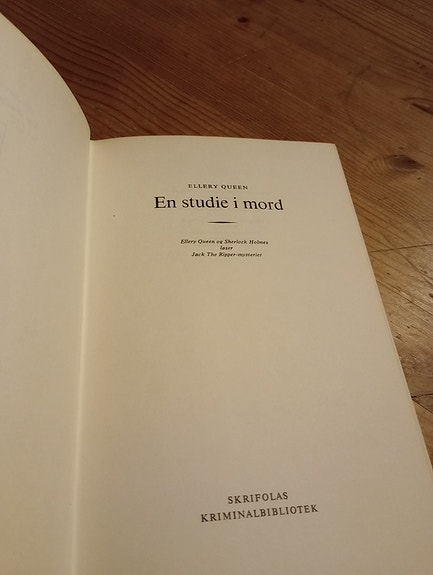 ELLERY QUEEN
En studie i mord
Ellery Queen og Sherlock Holmes
løser
Jack The Ripper-mysteriet
SKRIFOLAS
KRIMINALBIBLIOTEK